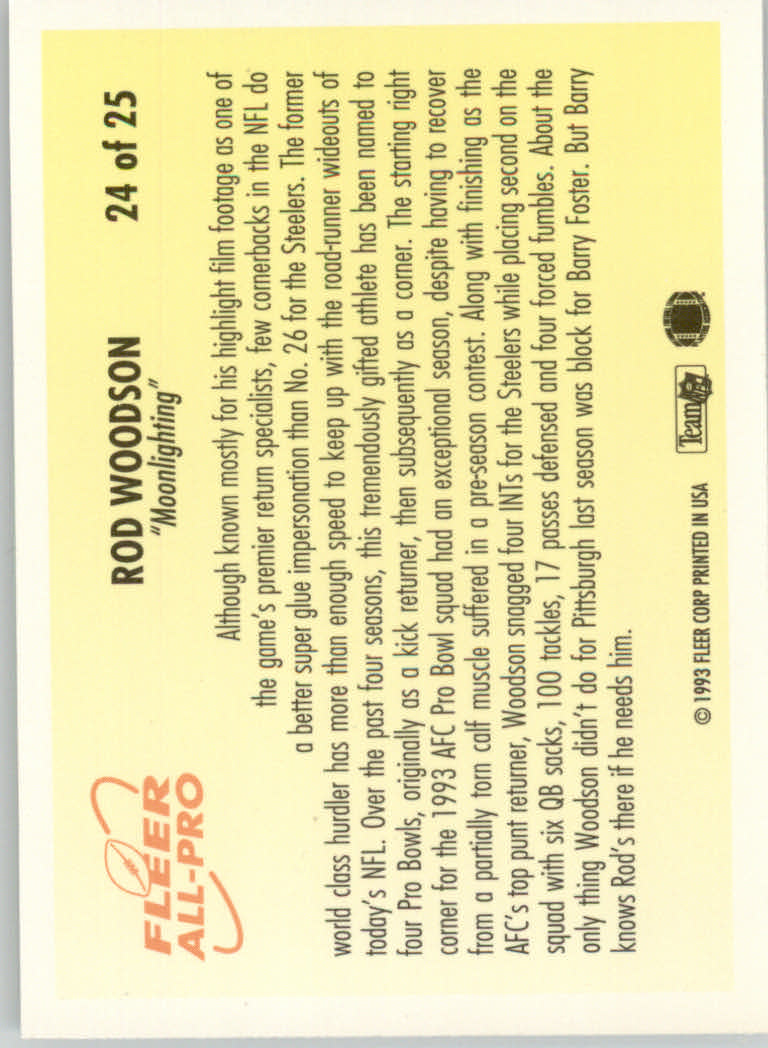 FLEER
ALL-PRO
ROD WOODSON 24 of 25
"Moonlighting"
Although known mostly for his highlight film footage as one of
the game's premier return specialists, few cornerbacks in the NFL do
a better super glue impersonation than No. 26 for the Steelers. The former
world class hurdler has more than enough speed to keep up with the road-runner wideouts of
today's NFL. Over the past four seasons, this tremendously gifted athlete has been named to
four Pro Bowls, originally as a kick returner, then subsequently as a corner. The starting right
corner for the 1993 AFC Pro Bowl squad had an exceptional season, despite having to recover
from a partially torn calf muscle suffered in a pre-season contest. Along with finishing as the
AFC's top punt returner, Woodson snagged four INTs for the Steelers while placing second on the
squad with six QB sacks, 100 tackles, 17 passes defensed and four forced fumbles. About the
only thing Woodson didn't do for Pittsburgh last season was block for Barry Foster. But Barry
knows Rod's there if he needs him.
© 1993 FLEER CORP PRINTED IN USA
Team NFL